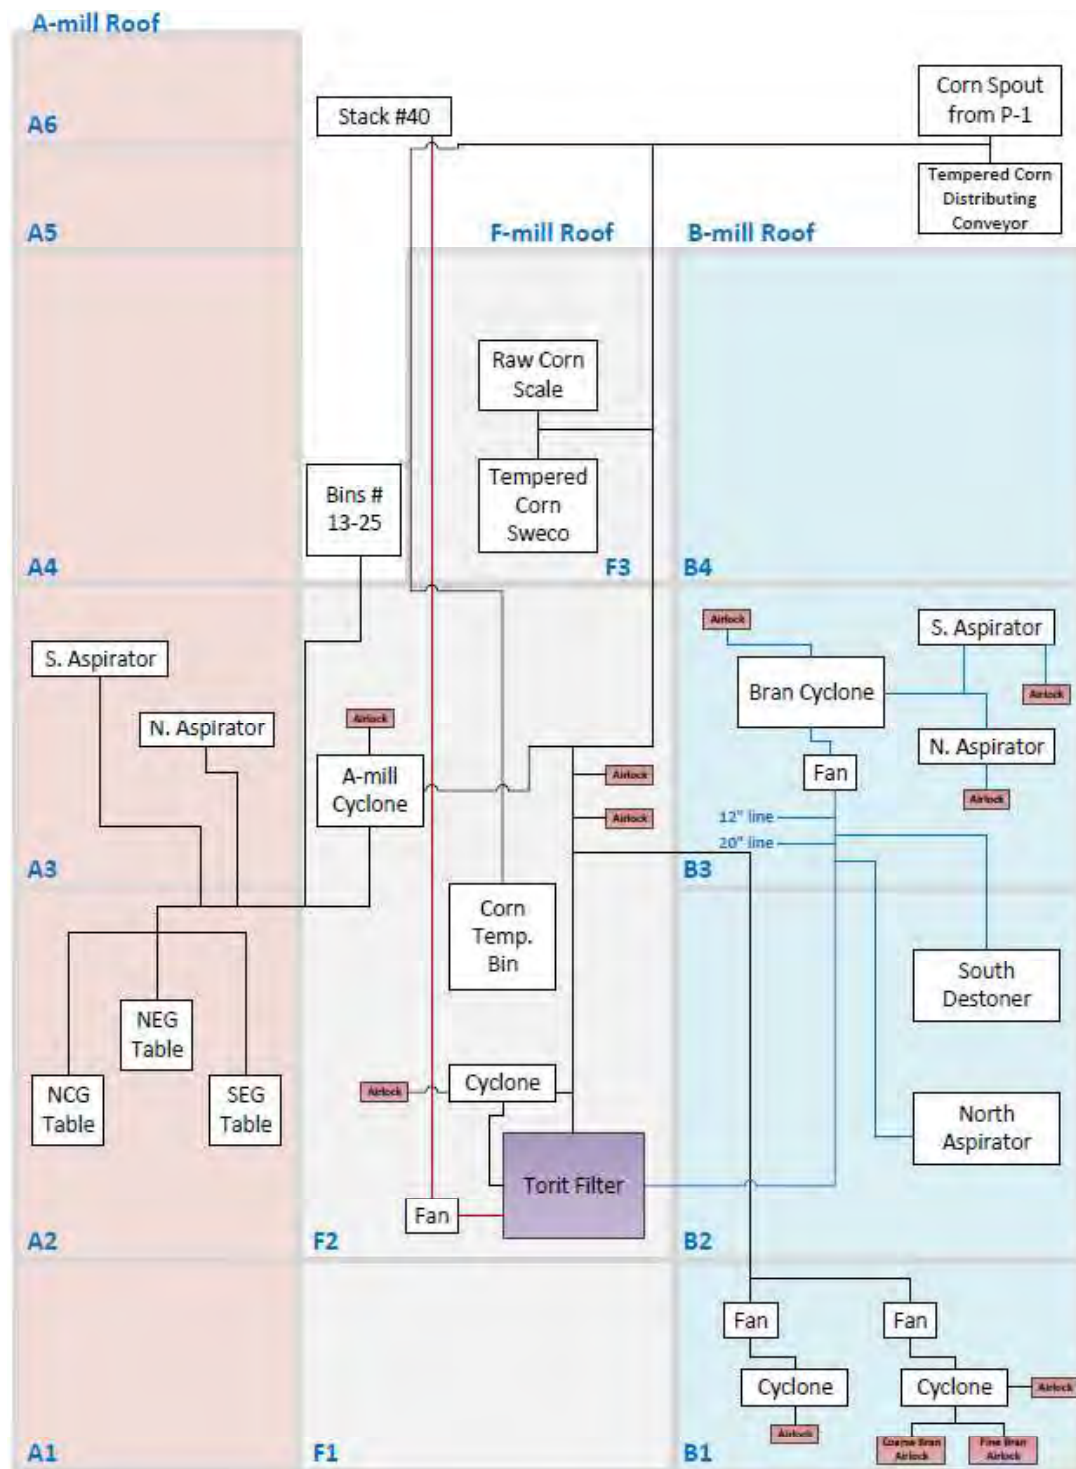 A-mill Roof
Stack #40
Corn Spout
from P-1
A6
Tempered Corn
Distributing
Conveyor
A5
F-mill Roof
B-mill Roof
Raw Corn
Scale
Bins #
13-25
Tempered
Corn
Sweco
A4
F3
B4
Airlock
S. Aspirator
S. Aspirator
Bran Cyclone
Airlock
N. Aspirator
Airlock
N. Aspirator
A-mill
Cyclone
Airlock
Fan
Airlock
Airlock
12" line
20" line
A3
B3
Corn
Temp.
Bin
South
Destoner
NEG
Table
NCG
Table
SEG
Table
Airlock
Cyclone
North
Aspirator
Torit Filter
Fan
A2
F2
B2
Fan
Fan
Cyclone
Cyclone
Airlock
Airlock
Coarse Bran
Airlock
Fine Bran
Airlock
A1
F1
B1